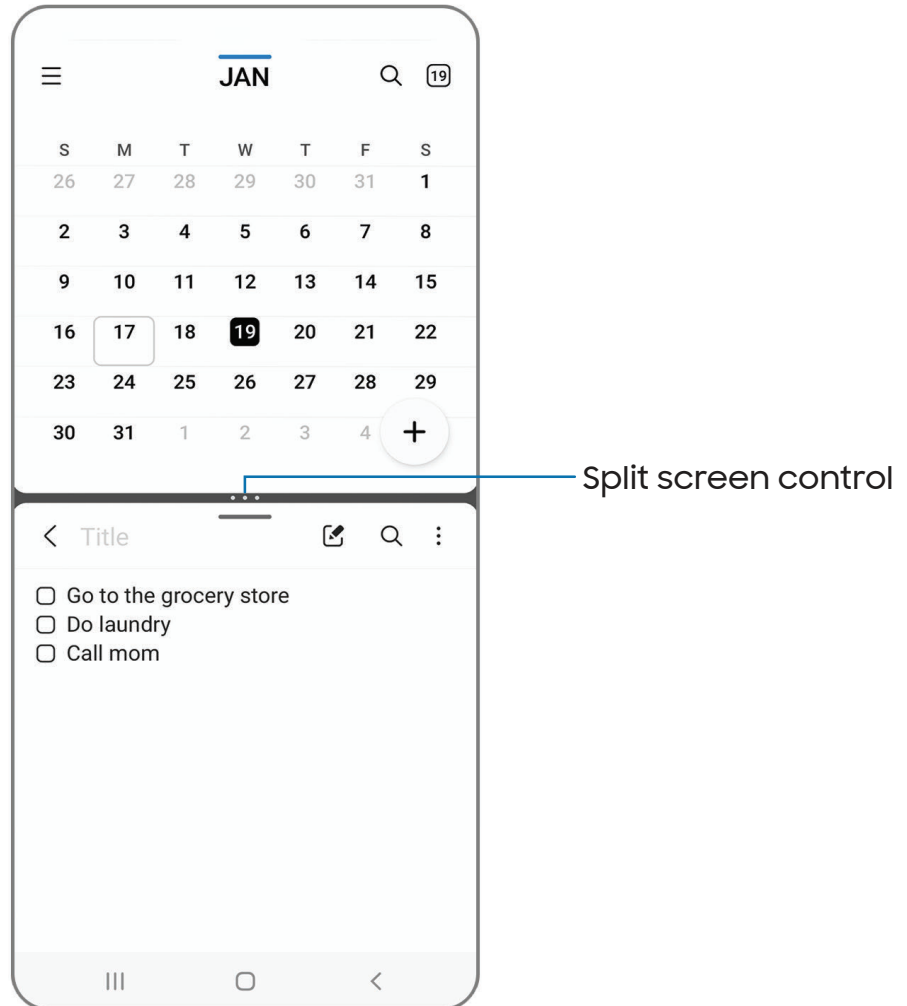 JAN
19
S M T W T F S
26 27 28 29 30 31 1
2 3 4 5 6 7 8
9 10 11 12 13 14 15
16 17 18 19 20 21 22
23 24 25 26 27 28 29
30 31 1 2 3 4
Split screen control
Title
Go to the grocery store
Do laundry
Call mom